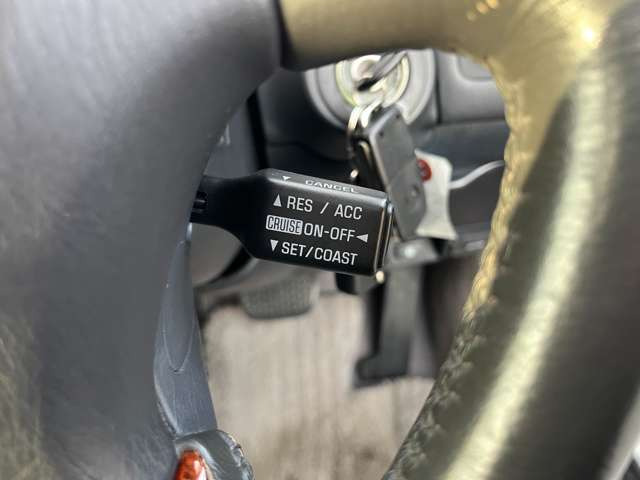 ▼ CANCEL
▲ RES / ACC
CRUISE ON-OFF ◄
▼ SET/COAST